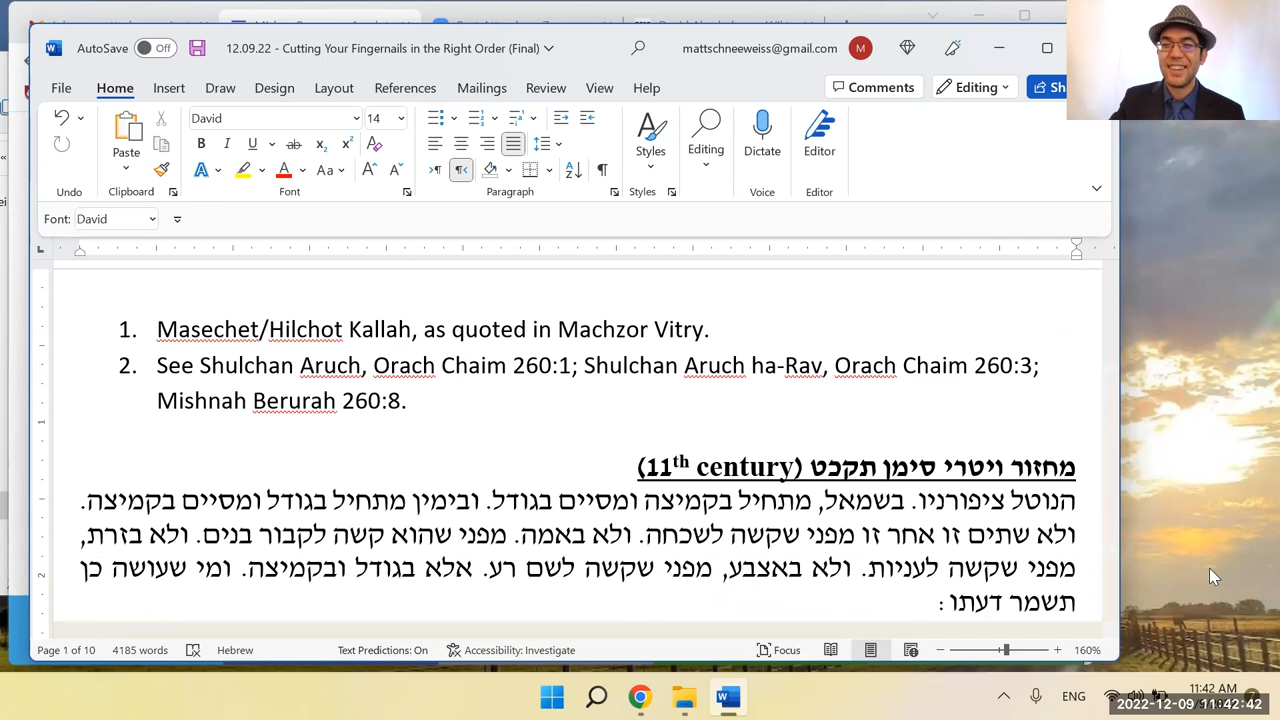 AutoSave
Off
12.09.22 - Cutting Your Fingernails in the Right Order (Final)
mattschneeweiss@gmail.com
M
File Home Insert Draw Design Layout References Mailings Review View Help
Comments Editing
David 14
Paste
Styles Editing Dictate Editor
Undo Clipboard Font Paragraph Styles Voice Editor
Font: David
1. Masechet/Hilchot Kallah, as quoted in Machzor Vitry.
2. See Shulchan Aruch, Orach Chaim 260:1; Shulchan Aruch ha-Rav, Orach Chaim 260:3;
Mishnah Berurah 260:8.
מחזור ויטרי סימן תקכט (11th century)
הנוטל ציפורניו. בשמאל, מתחיל בקמיצה ומסיים בגודל. ובימין מתחיל בגודל ומסיים בקמיצה.
ולא שתים זו אחר זו מפני שקשה לשכחה. ולא באמה. מפני שהוא קשה לקבור בנים. ולא בזרת,
מפני שקשה לעניות. ולא באצבע, מפני שקשה לשם רע. אלא בגודל ובקמיצה. ומי שעושה כן
תשמר דעתו :
Page 1 of 10 4185 words Hebrew Text Predictions: On Accessibility: Investigate Focus 160%
ENG
11:42 AM
2022-12-09 11:42:42